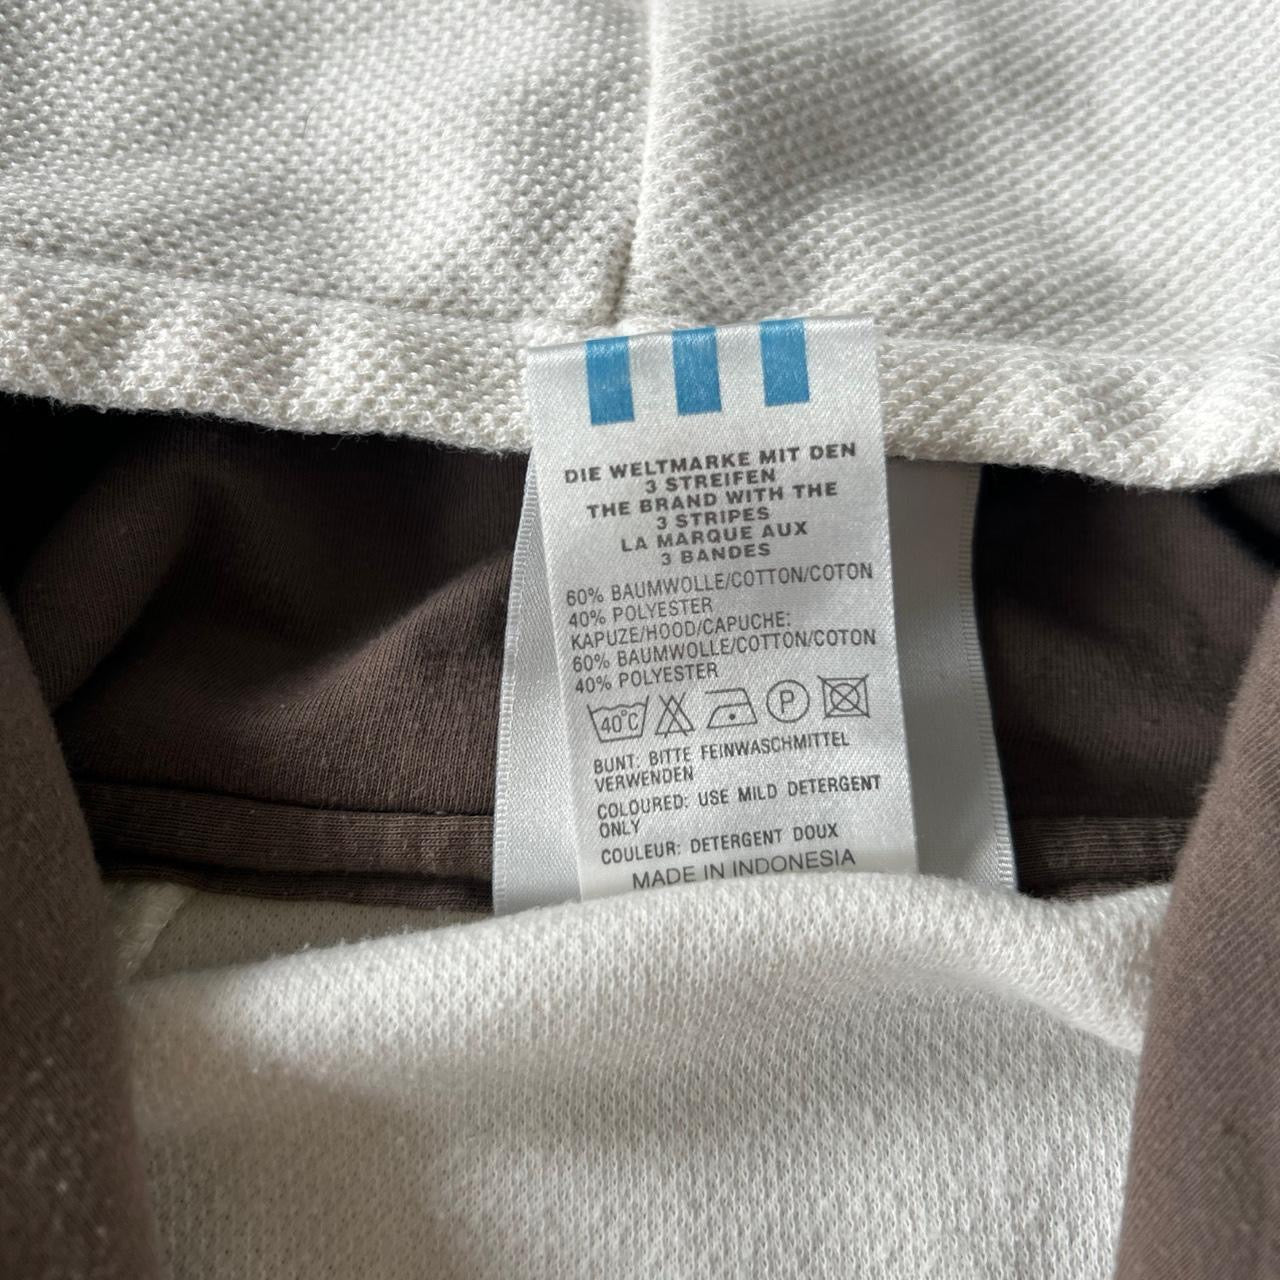 DIE WELTMARKE MIT DEN
3 STREIFEN
THE BRAND WITH THE
3 STRIPES
LA MARQUE AUX
3 BANDES
60% BAUMWOLLE/COTTON/COTON
40% POLYESTER
KAPUZE/HOOD/CAPUCHE:
60% BAUMWOLLE/COTTON/COTON
40% POLYESTER
40°C P
BUNT: BITTE FEINWASCHMITTEL
VERWENDEN
COLOURED: USE MILD DETERGENT
ONLY
COULEUR: DETERGENT DOUX
MADE IN INDONESIA